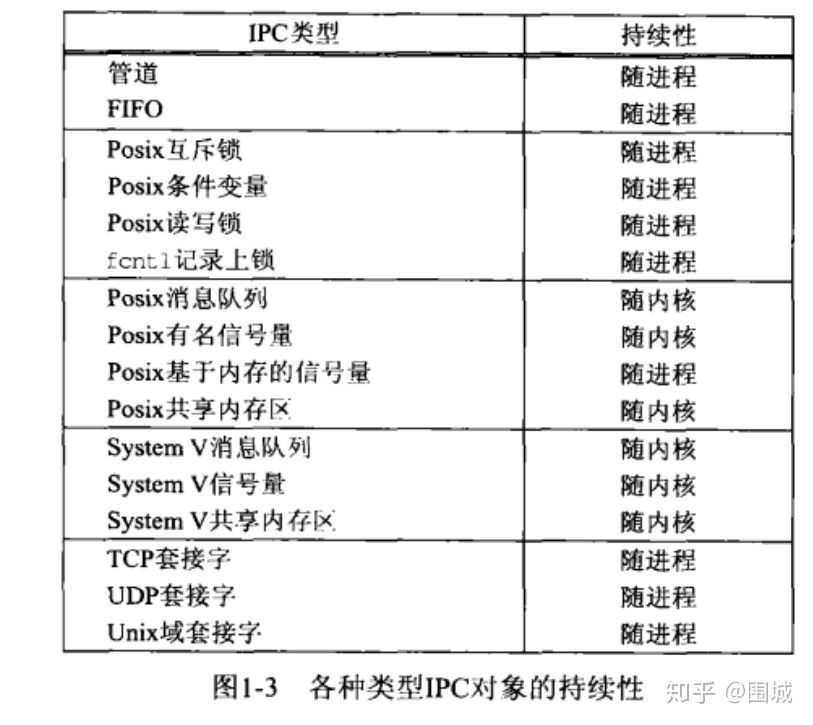 IPC类型 持续性
管道 随进程
FIFO 随进程
Posix互斥锁 随进程
Posix条件变量 随进程
Posix读写锁 随进程
fcntl记录上锁 随进程
Posix消息队列 随内核
Posix有名信号量 随内核
Posix基于内存的信号量 随进程
Posix共享内存区 随内核
System V消息队列 随内核
System V信号量 随内核
System V共享内存区 随内核
TCP套接字 随进程
UDP套接字 随进程
Unix域套接字 随进程
图1-3 各种类型IPC对象的持续性
知乎 @围城